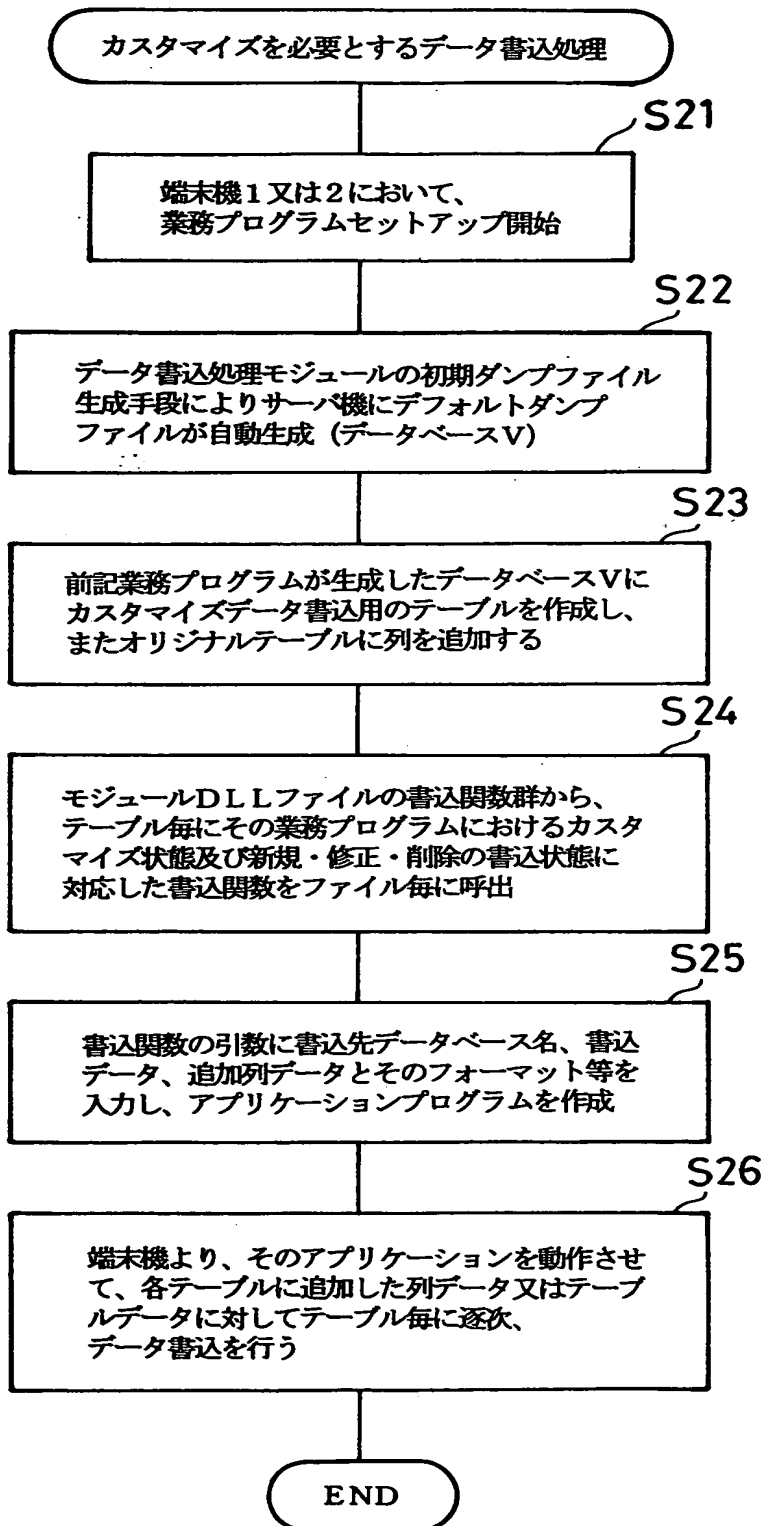 カスタマイズを必要とするデータ書込処理
S21
端末機1又は2において、
業務プログラムセットアップ開始
S22
データ書込処理モジュールの初期ダンプファイル
生成手段によりサーバ機にデフォルトダンプ
ファイルが自動生成（データベースV）
S23
前記業務プログラムが生成したデータベースVに
カスタマイズデータ書込用のテーブルを作成し、
またオリジナルテーブルに列を追加する
S24
モジュールDLLファイルの書込関数群から、
テーブル毎にその業務プログラムにおけるカスタ
マイズ状態及び新規・修正・削除の書込状態に
対応した書込関数をファイル毎に呼出
S25
書込関数の引数に書込先データベース名、書込
データ、追加列データとそのフォーマット等を
入力し、アプリケーションプログラムを作成
S26
端末機より、そのアプリケーションを動作させ
て、各テーブルに追加した列データ又はテーブ
ルデータに対してテーブル毎に逐次、
データ書込を行う
END